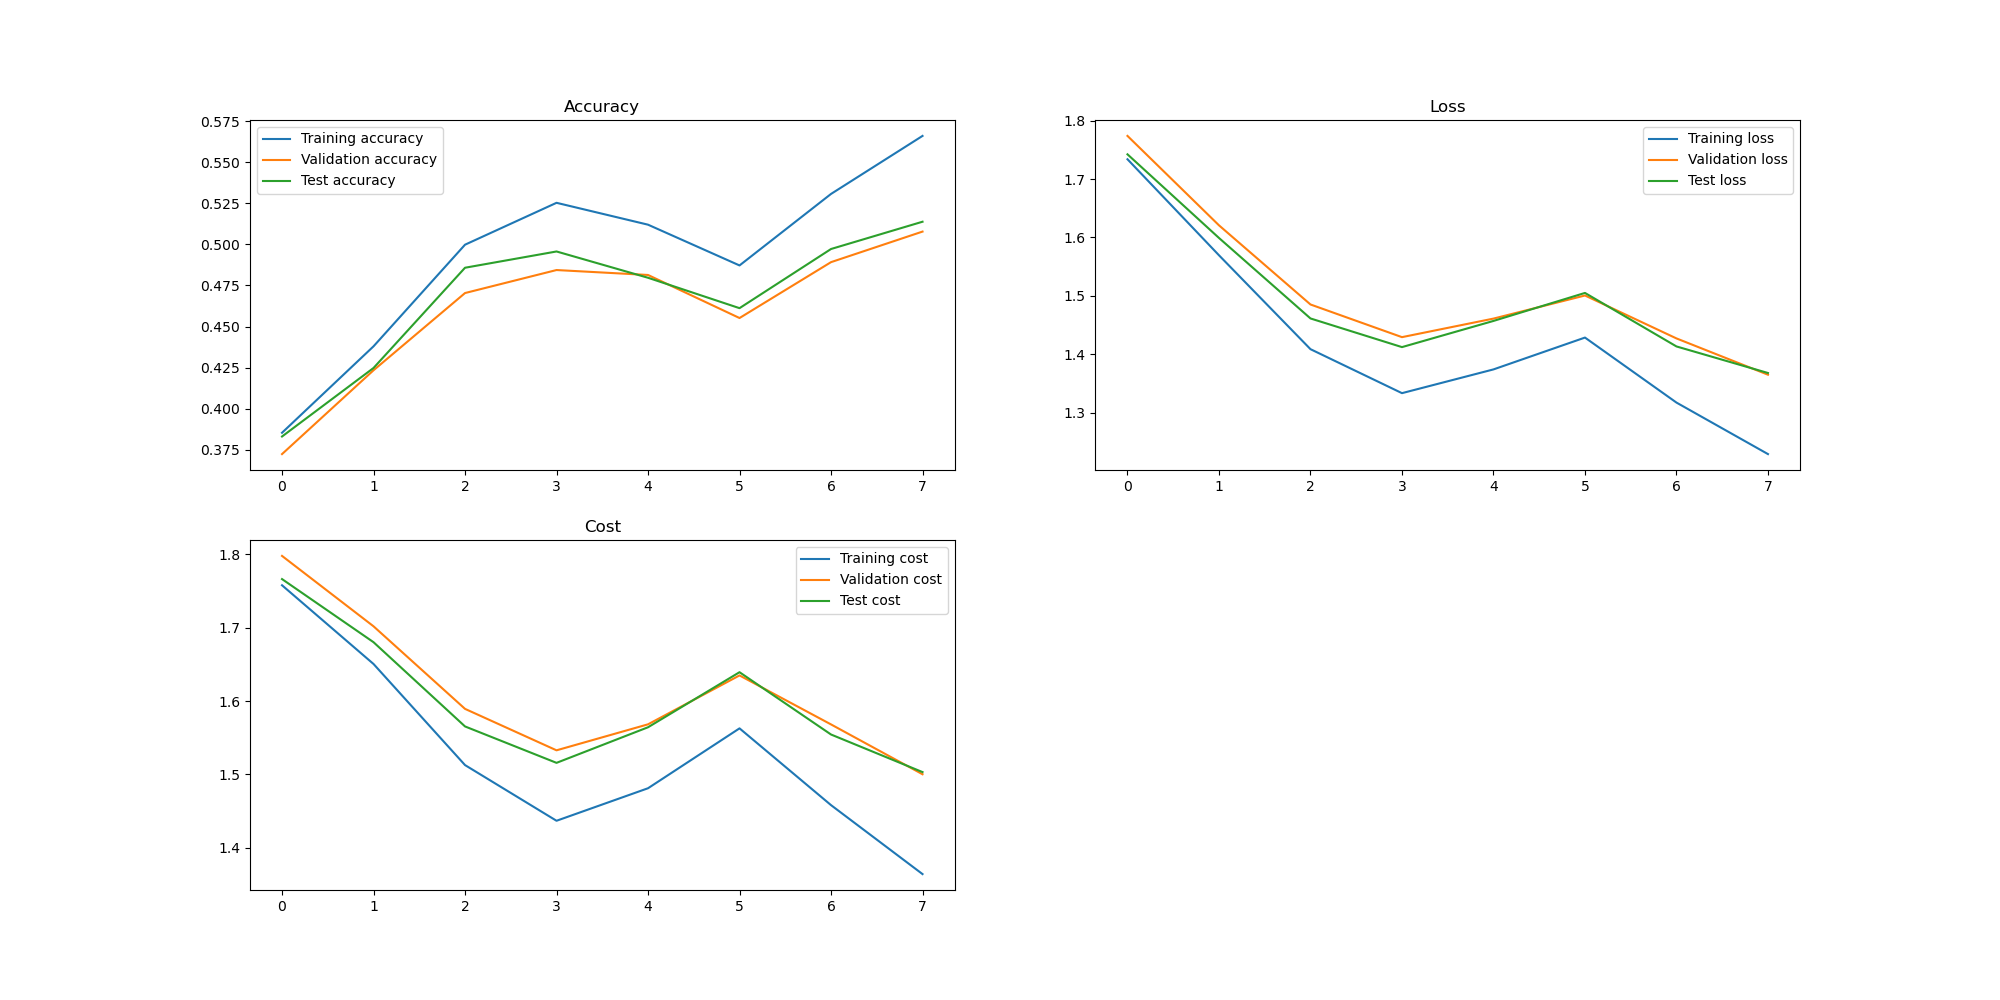 Accuracy
0.575
0.550
0.525
0.500
0.475
0.450
0.425
0.400
0.375
Training accuracy
Validation accuracy
Test accuracy
0 1 2 3 4 5 6 7
Loss
1.8
1.7
1.6
1.5
1.4
1.3
Training loss
Validation loss
Test loss
0 1 2 3 4 5 6 7
Cost
1.8
1.7
1.6
1.5
1.4
Training cost
Validation cost
Test cost
0 1 2 3 4 5 6 7